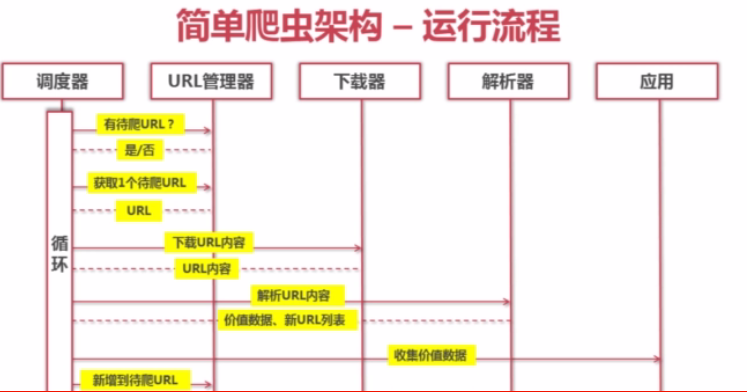 简单爬虫架构 – 运行流程
调度器
URL管理器
下载器
解析器
应用
有待爬URL？
是/否
获取1个待爬URL
URL
下载URL内容
URL内容
解析URL内容
价值数据、新URL列表
收集价值数据
新增到待爬URL
循
环